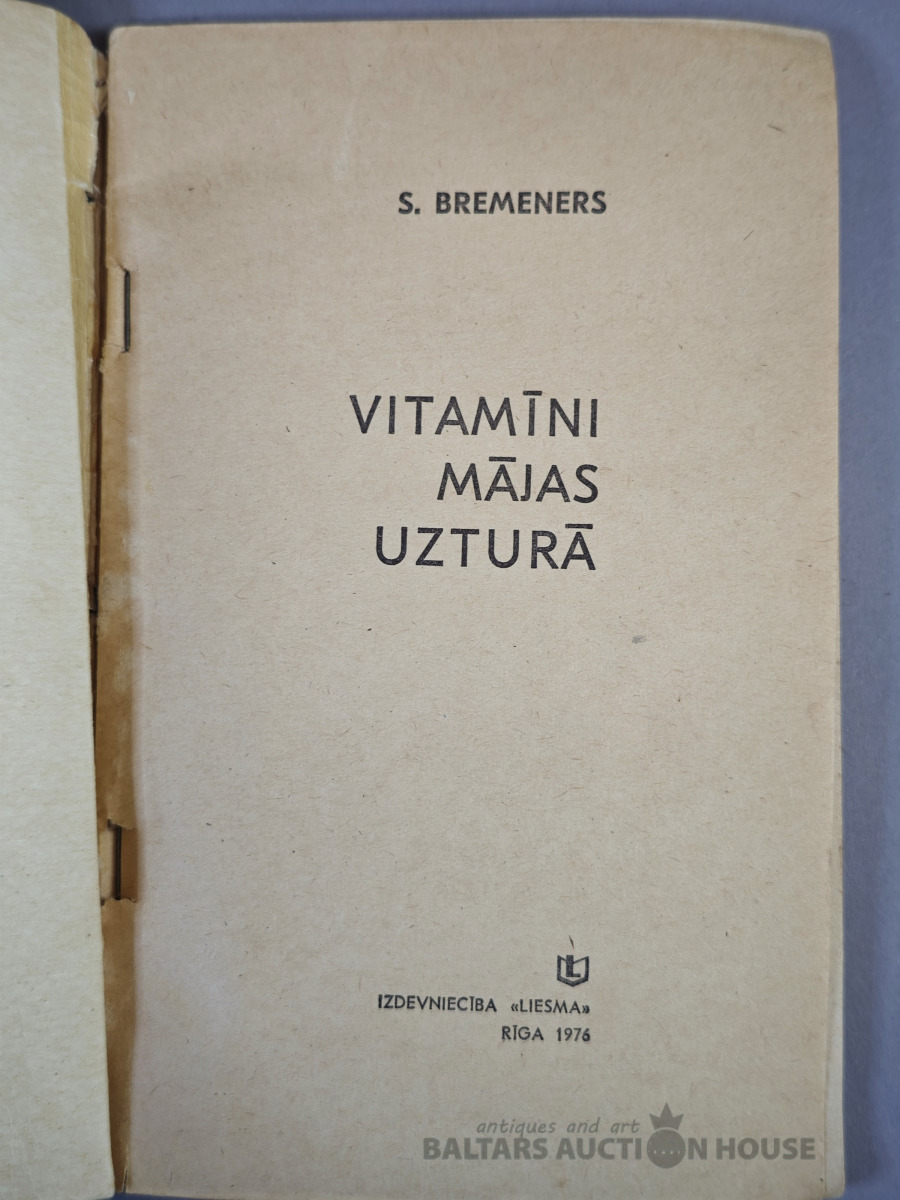 S. BREMENERS
VITAMĪNI
MĀJAS
UZTURĀ
L
IZDEVNIECĪBA «LIESMA»
RĪGA 1976
antiques and art
BALTARS AUCTION HOUSE